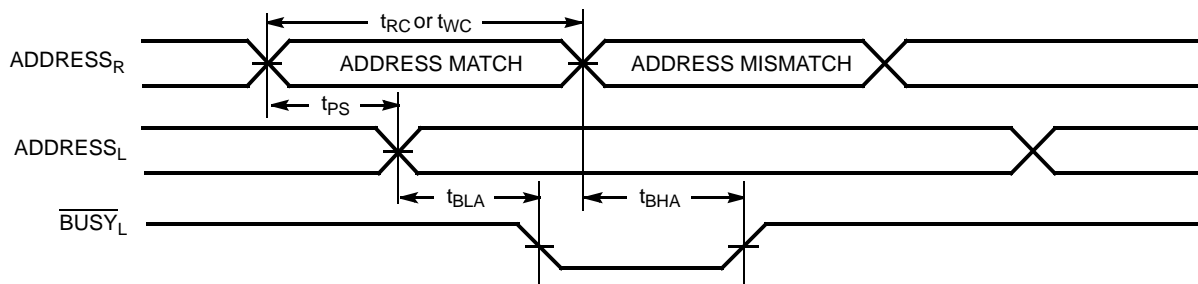 tRC or tWC
ADDRESSR
ADDRESS MATCH
ADDRESS MISMATCH
tPS
ADDRESSL
tBLA
tBHA
BUSYL